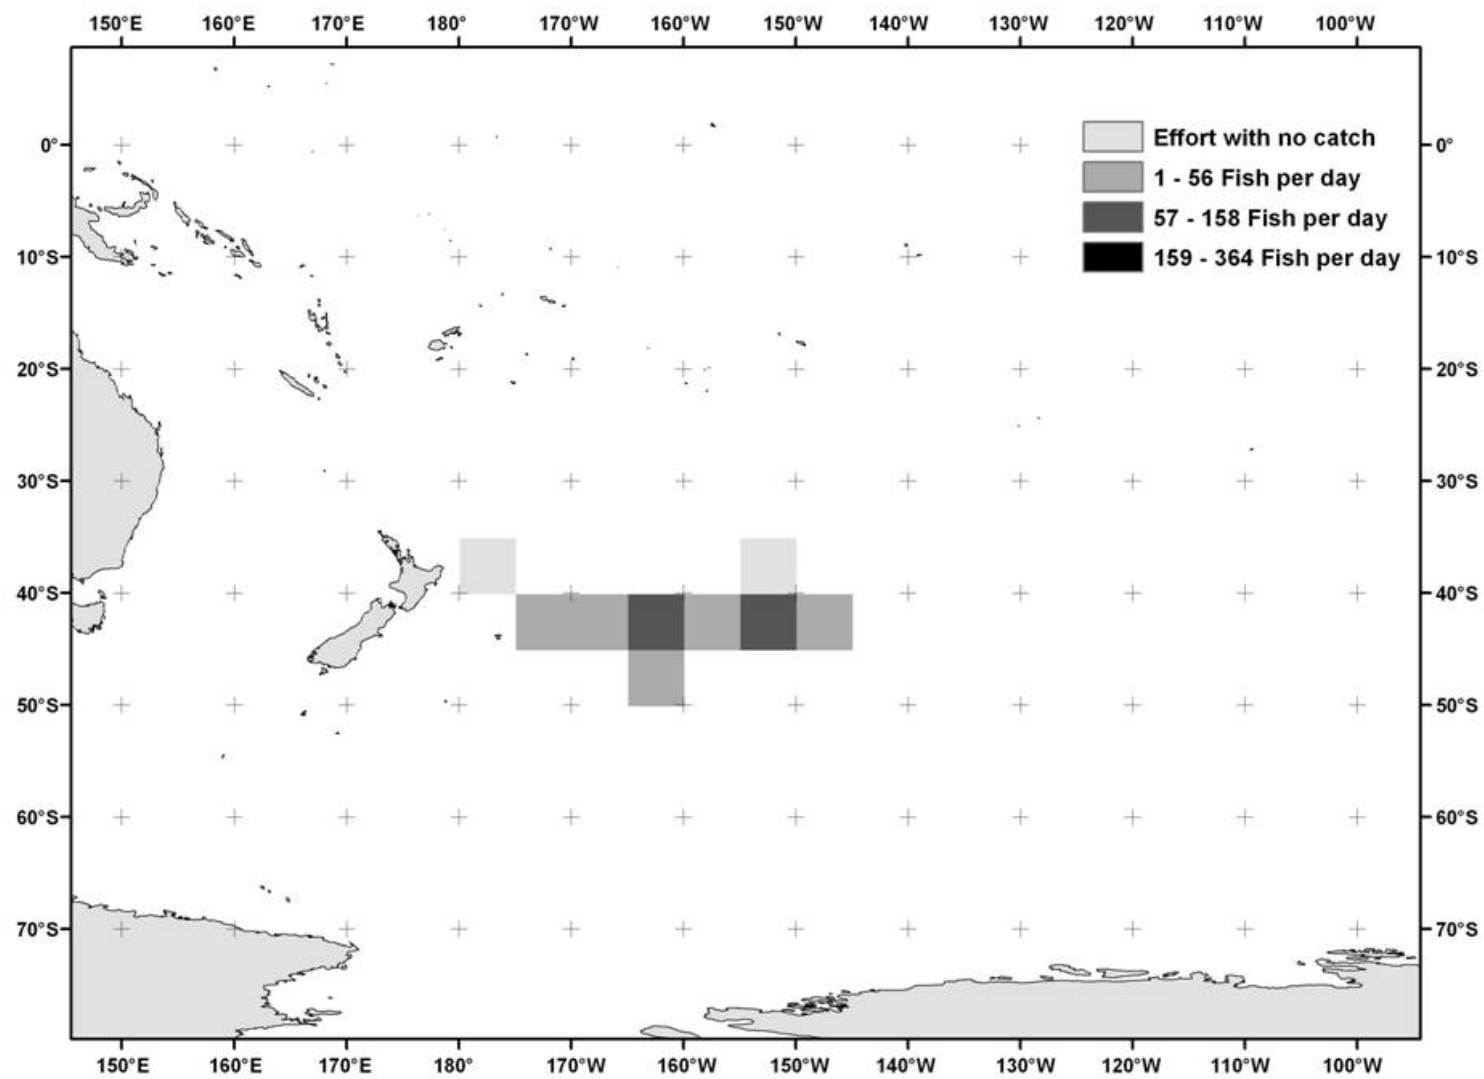 150°E 160°E 170°E 180° 170°W 160°W 150°W 140°W 130°W 120°W 110°W 100°W
Effort with no catch
0° 0°
1 - 56 Fish per day
57 - 158 Fish per day
10°S 159 - 364 Fish per day 10°S
20°S 20°S
30°S 30°S
40°S 40°S
50°S 50°S
60°S 60°S
70°S 70°S
150°E 160°E 170°E 180° 170°W 160°W 150°W 140°W 130°W 120°W 110°W 100°W